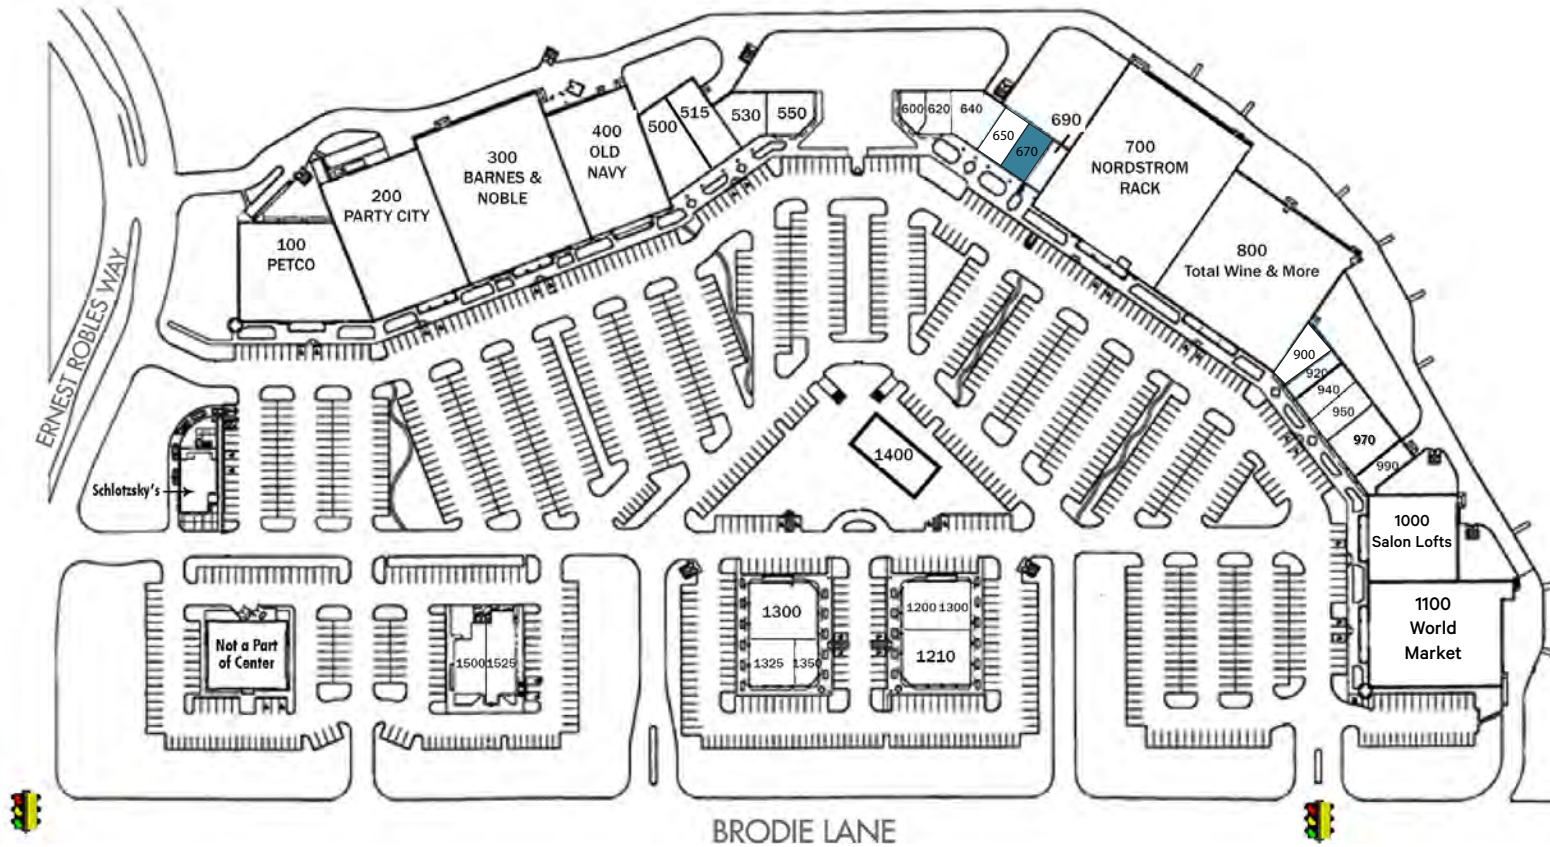 100
PETCO
200
PARTY CITY
300
BARNES &
NOBLE
400
OLD
NAVY
500
515
530
550
600
620
640
650
670
690
700
NORDSTROM
RACK
800
Total Wine & More
900
920
940
950
970
990
1000
Salon Lofts
1100
World
Market
1400
ERNEST ROBLES WAY
Schlotzsky's
Not a Part
of Center
1500
1525
1300
1325
1350
1200
1300
1210
BRODIE LANE